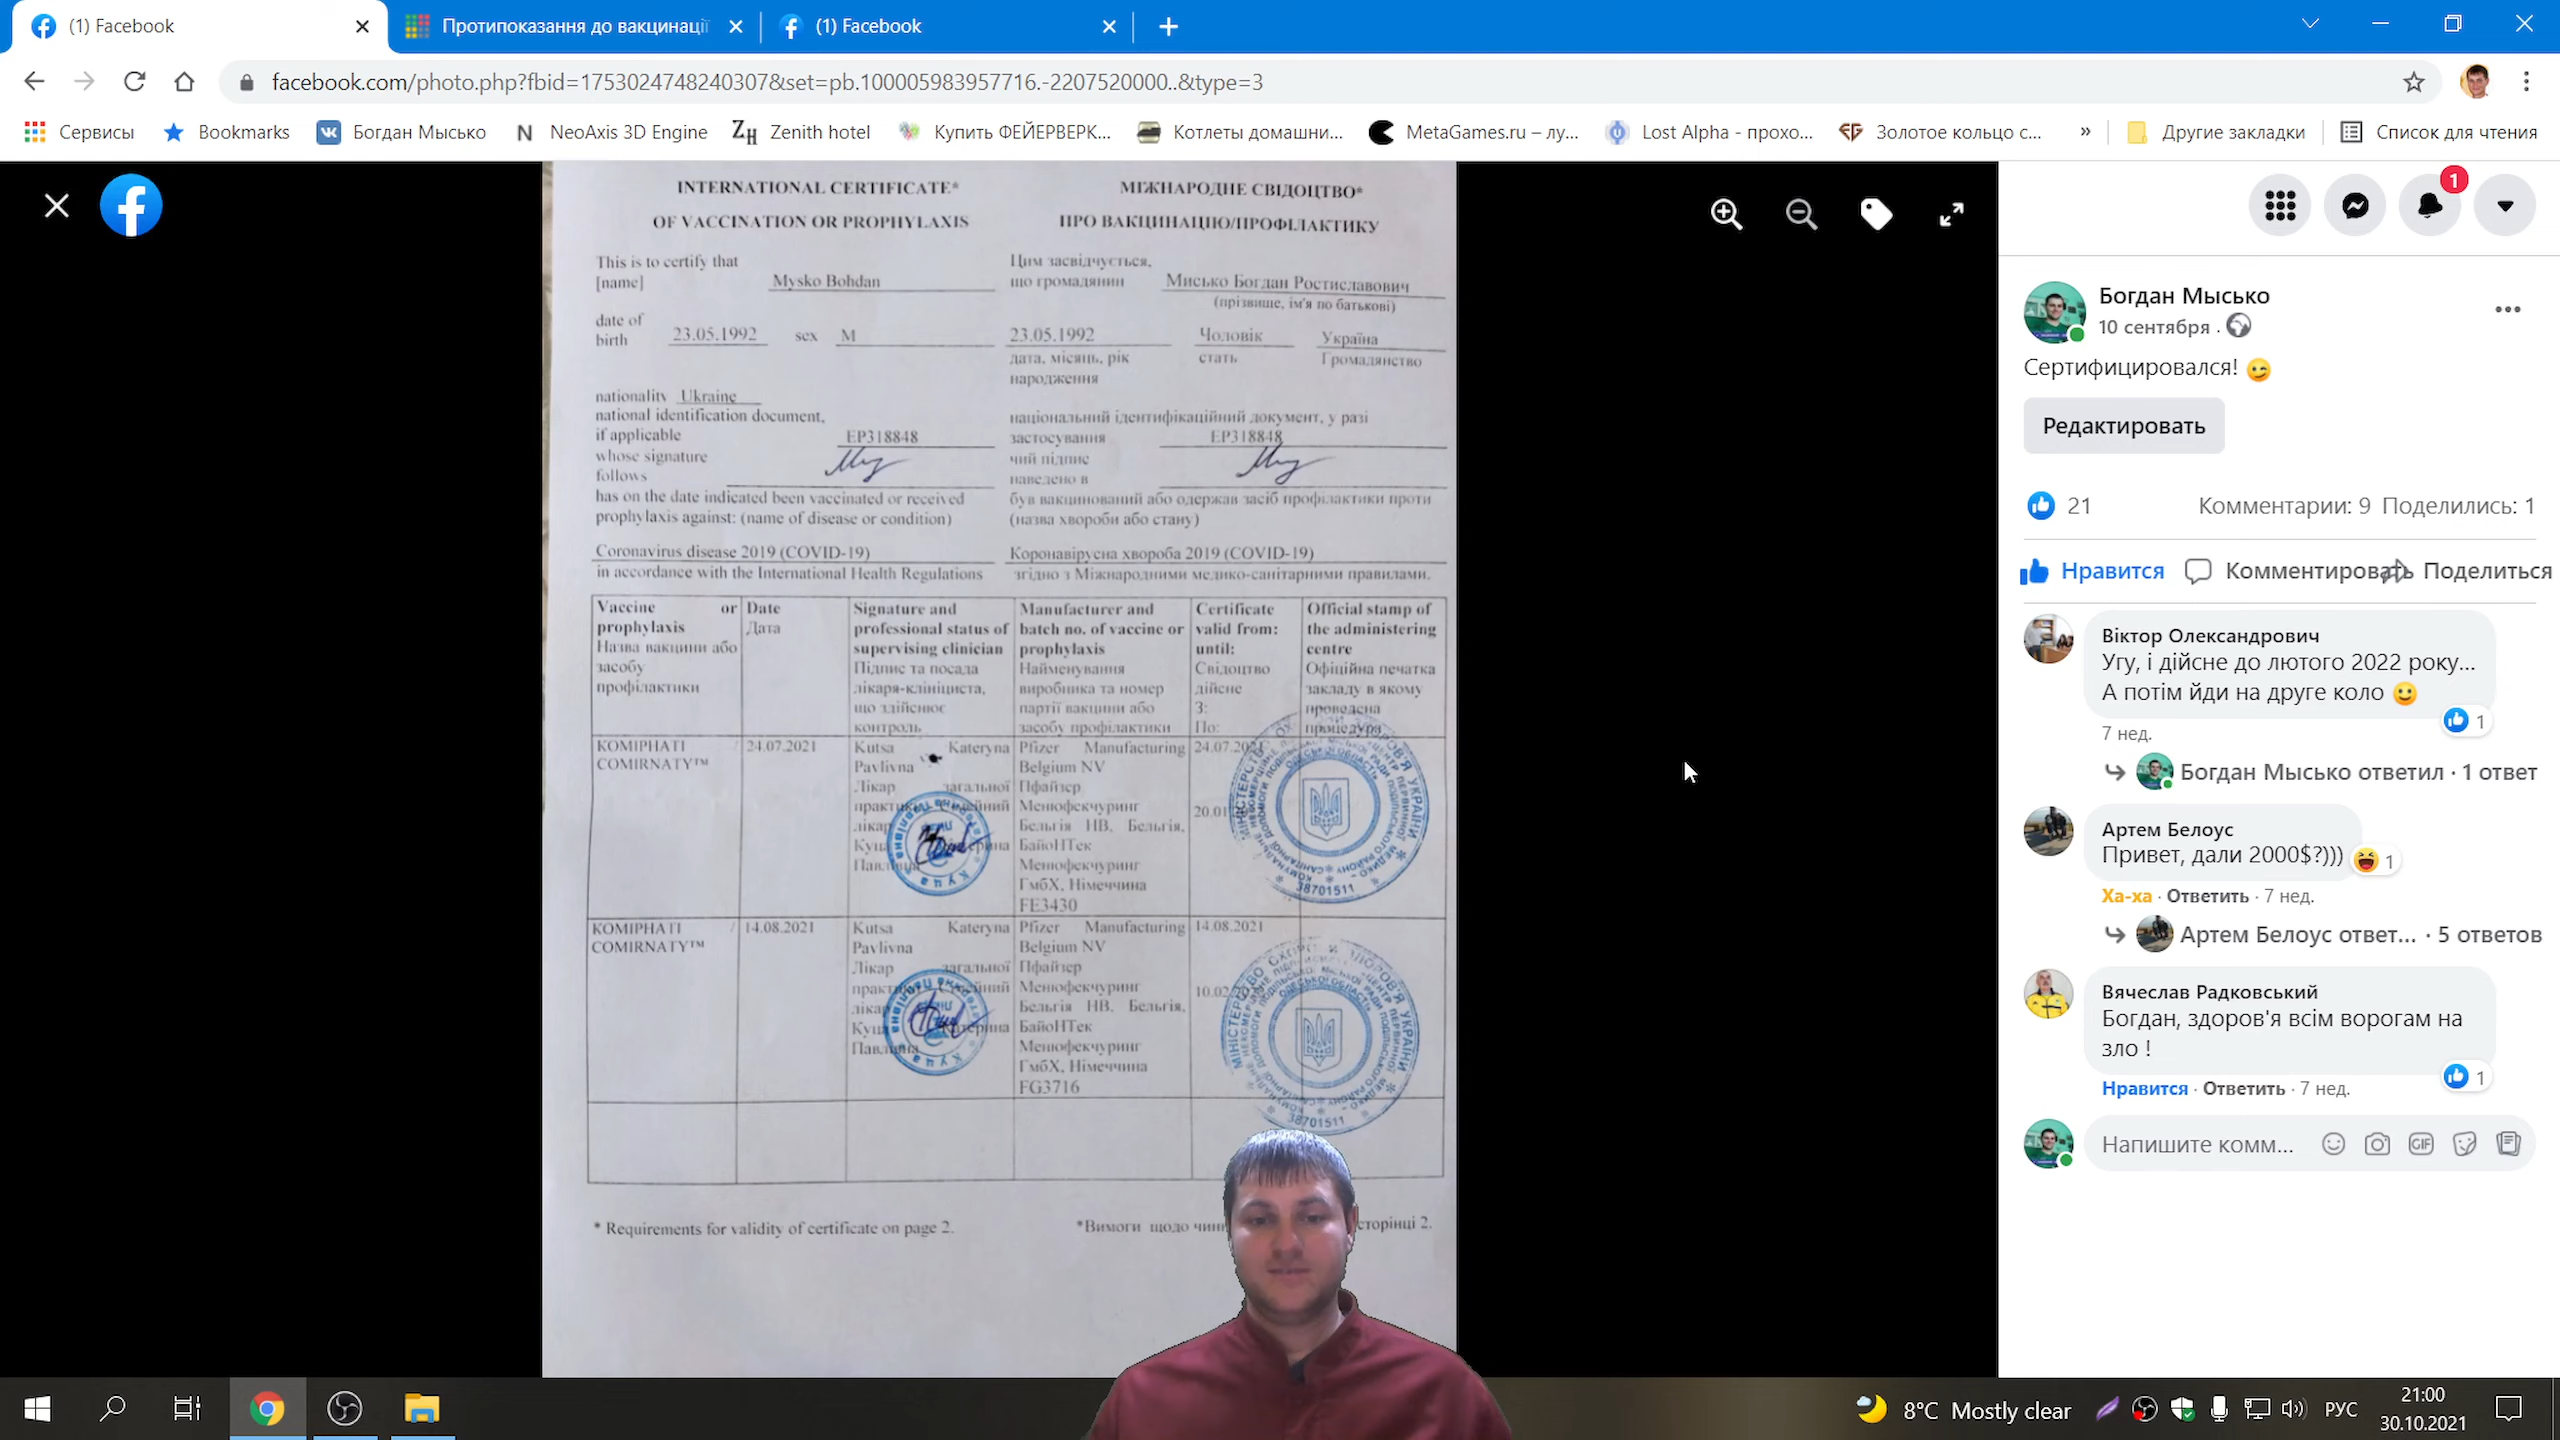 (1) Facebook
Протипоказання до вакцинації
(1) Facebook
facebook.com/photo.php?fbid=1753024748240307&set=pb.100005983957716.-2207520000..&type=3
Сервисы
Bookmarks
Богдан Мысько
NeoAxis 3D Engine
Zenith hotel
Купить ФЕЙЕРВЕРК...
Котлеты домашни...
MetaGames.ru – лу...
Lost Alpha - прохо...
Золотое кольцо с...
»
Другие закладки
Список для чтения
INTERNATIONAL CERTIFICATE*
OF VACCINATION OR PROPHYLAXIS
This is to certify that
[name] Mysko Bohdan
date of
birth 23.05.1992 sex M
nationality Ukraine
national identification document,
if applicable EP318848
whose signature
follows
has on the date indicated been vaccinated or received
prophylaxis against: (name of disease or condition)
Coronavirus disease 2019 (COVID-19)
in accordance with the International Health Regulations
МІЖНАРОДНЕ СВІДОЦТВО*
ПРО ВАКЦИНАЦІЮ/ПРОФІЛАКТИКУ
Цим засвідчується,
що громадянин Мисько Богдан Ростиславович
(прізвище, ім'я по батькові)
23.05.1992 Чоловік Україна
дата, місяць, рік стать Громадянство
народження
національний ідентифікаційний документ, у разі
застосування EP318848
чий підпис
наведено в
був вакцинований або одержав засіб профілактики проти
(назва хвороби або стану)
Коронавірусна хвороба 2019 (COVID-19)
згідно з Міжнародними медико-санітарними правилами.
Vaccine or
prophylaxis
Назва вакцини або
засобу
профілактики
Date
Дата
Signature and
professional status of
supervising clinician
Підпис та посада
лікаря-клініциста,
що здійснює
контроль
Manufacturer and
batch no. of vaccine or
prophylaxis
Найменування
виробника та номер
партії вакцини або
засобу профілактики
Certificate
valid from:
until:
Свідоцтво
дійсне
З:
По:
Official stamp of
the administering
centre
Офіційна печатка
закладу в якому
проведена
процедура
КОМІРНАТІ /
COMIRNATY™
24.07.2021
Kutsa Kateryna
Pavlivna
Лікар загальної
Pfizer Manufacturing
Belgium NV
Пфайзер
Менюфекчуринг
Бельгія НВ, Бельгія,
БайоНТек
Менюфекчуринг
ГмбХ, Німеччина
FE3430
24.07.2021
38701511
КОМІРНАТІ /
COMIRNATY™
14.08.2021
Kutsa Kateryna
Pavlivna
Лікар загальної
Pfizer Manufacturing
Belgium NV
Пфайзер
Менюфекчуринг
Бельгія НВ, Бельгія,
БайоНТек
Менюфекчуринг
ГмбХ, Німеччина
FG3716
14.08.2021
38701511
* Requirements for validity of certificate on page 2.
*Вимоги щодо
сторінці 2.
1
Богдан Мысько
10 сентября ·
Сертифицировался!
Редактировать
21
Комментарии: 9 Поделились: 1
Нравится
Комментировать
Поделиться
Віктор Олександрович
Угу, і дійсне до лютого 2022 року...
А потім йди на друге коло
1
7 нед.
Богдан Мысько ответил · 1 ответ
Артем Белоус
Привет, дали 2000$?)))
1
Ха-ха · Ответить · 7 нед.
Артем Белоус ответ... · 5 ответов
Вячеслав Радковський
Богдан, здоров'я всім ворогам на
зло !
1
Нравится · Ответить · 7 нед.
Напишите комм...
GIF
8°C Mostly clear
РУС
21:00
30.10.2021